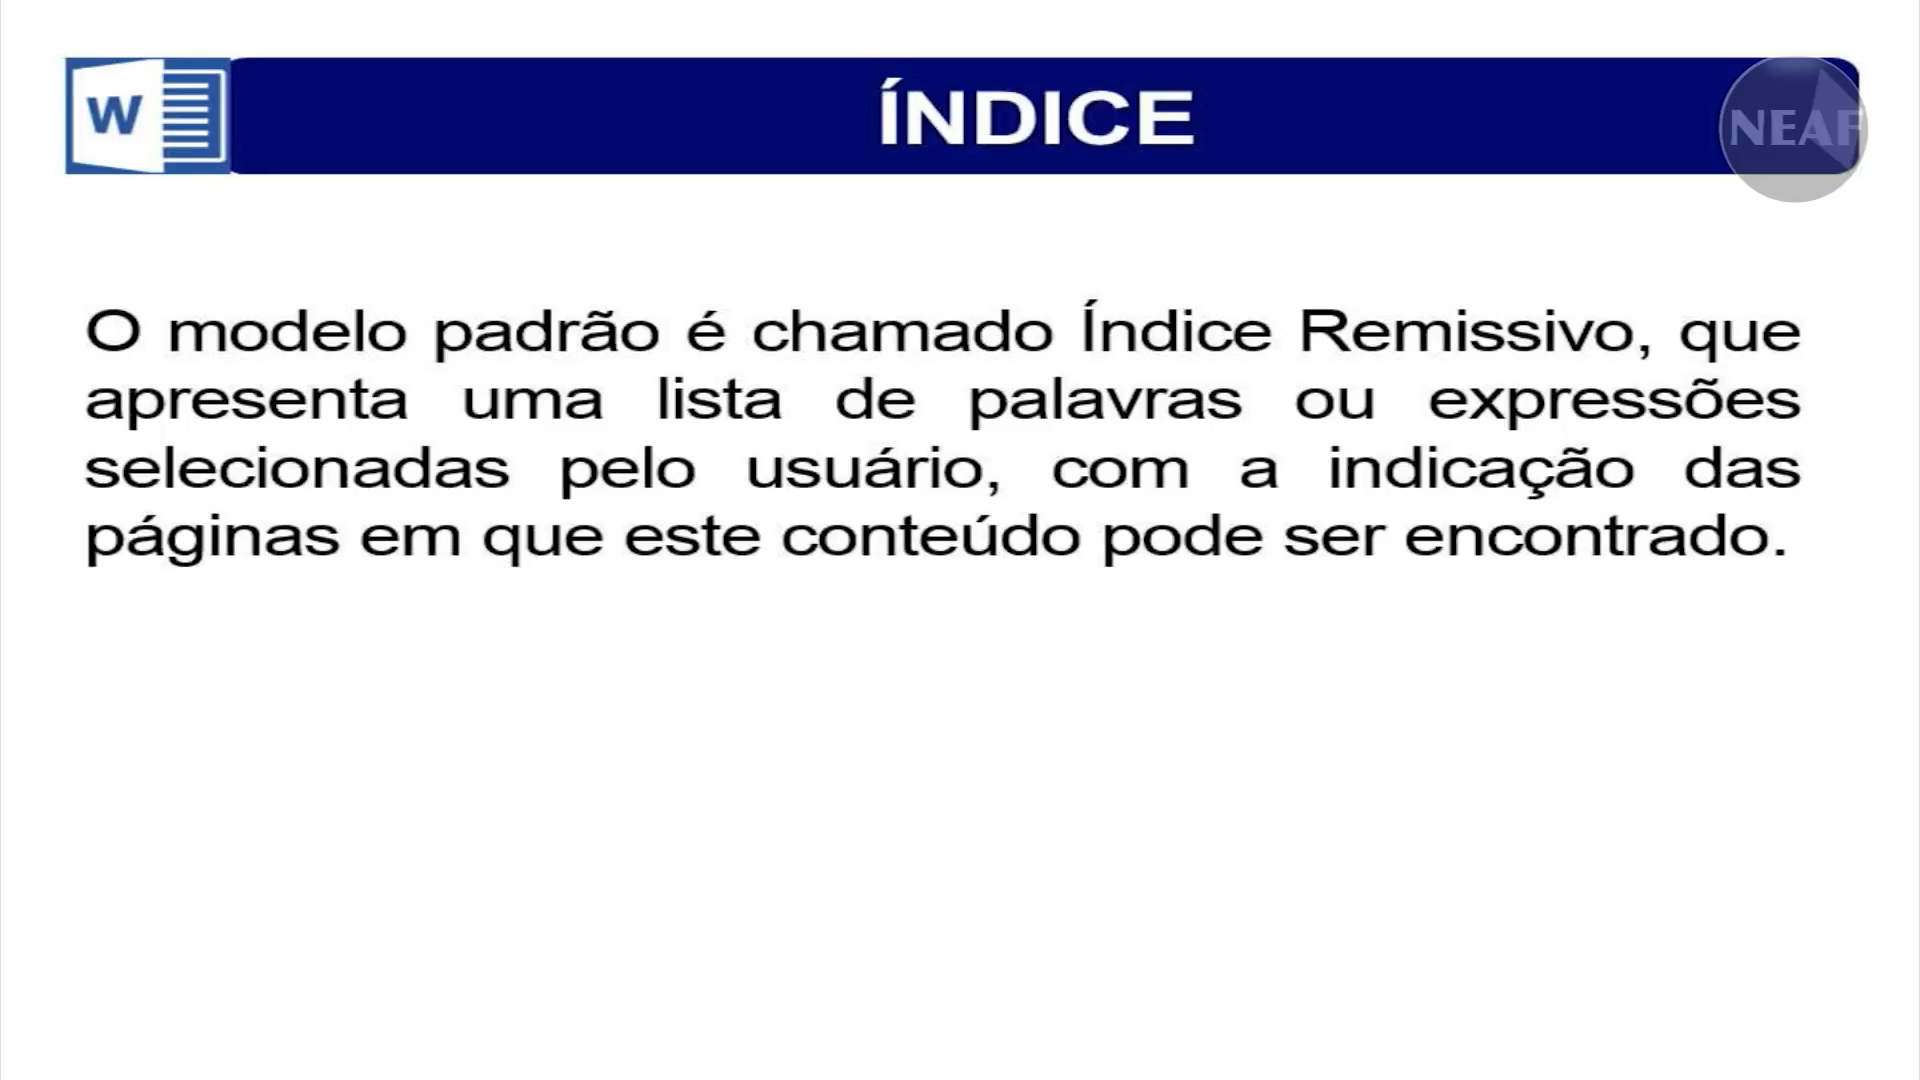 W
ÍNDICE
NEAF
O modelo padrão é chamado Índice Remissivo, que
apresenta uma lista de palavras ou expressões
selecionadas pelo usuário, com a indicação das
páginas em que este conteúdo pode ser encontrado.